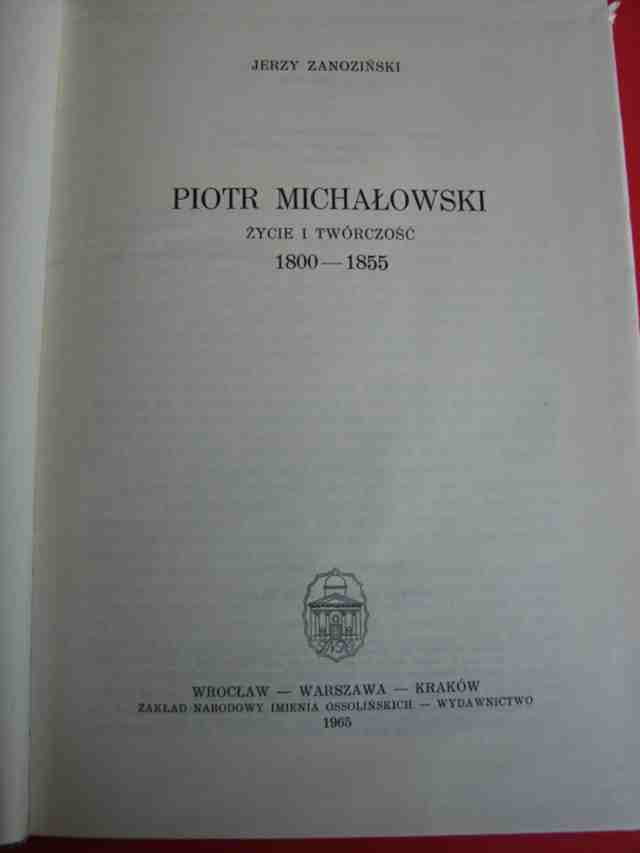 JERZY ZANOZIŃSKI
PIOTR MICHAŁOWSKI
ŻYCIE I TWÓRCZOŚĆ
1800 — 1855
WROCŁAW — WARSZAWA — KRAKÓW
ZAKŁAD NARODOWY IMIENIA OSSOLIŃSKICH — WYDAWNICTWO
1965